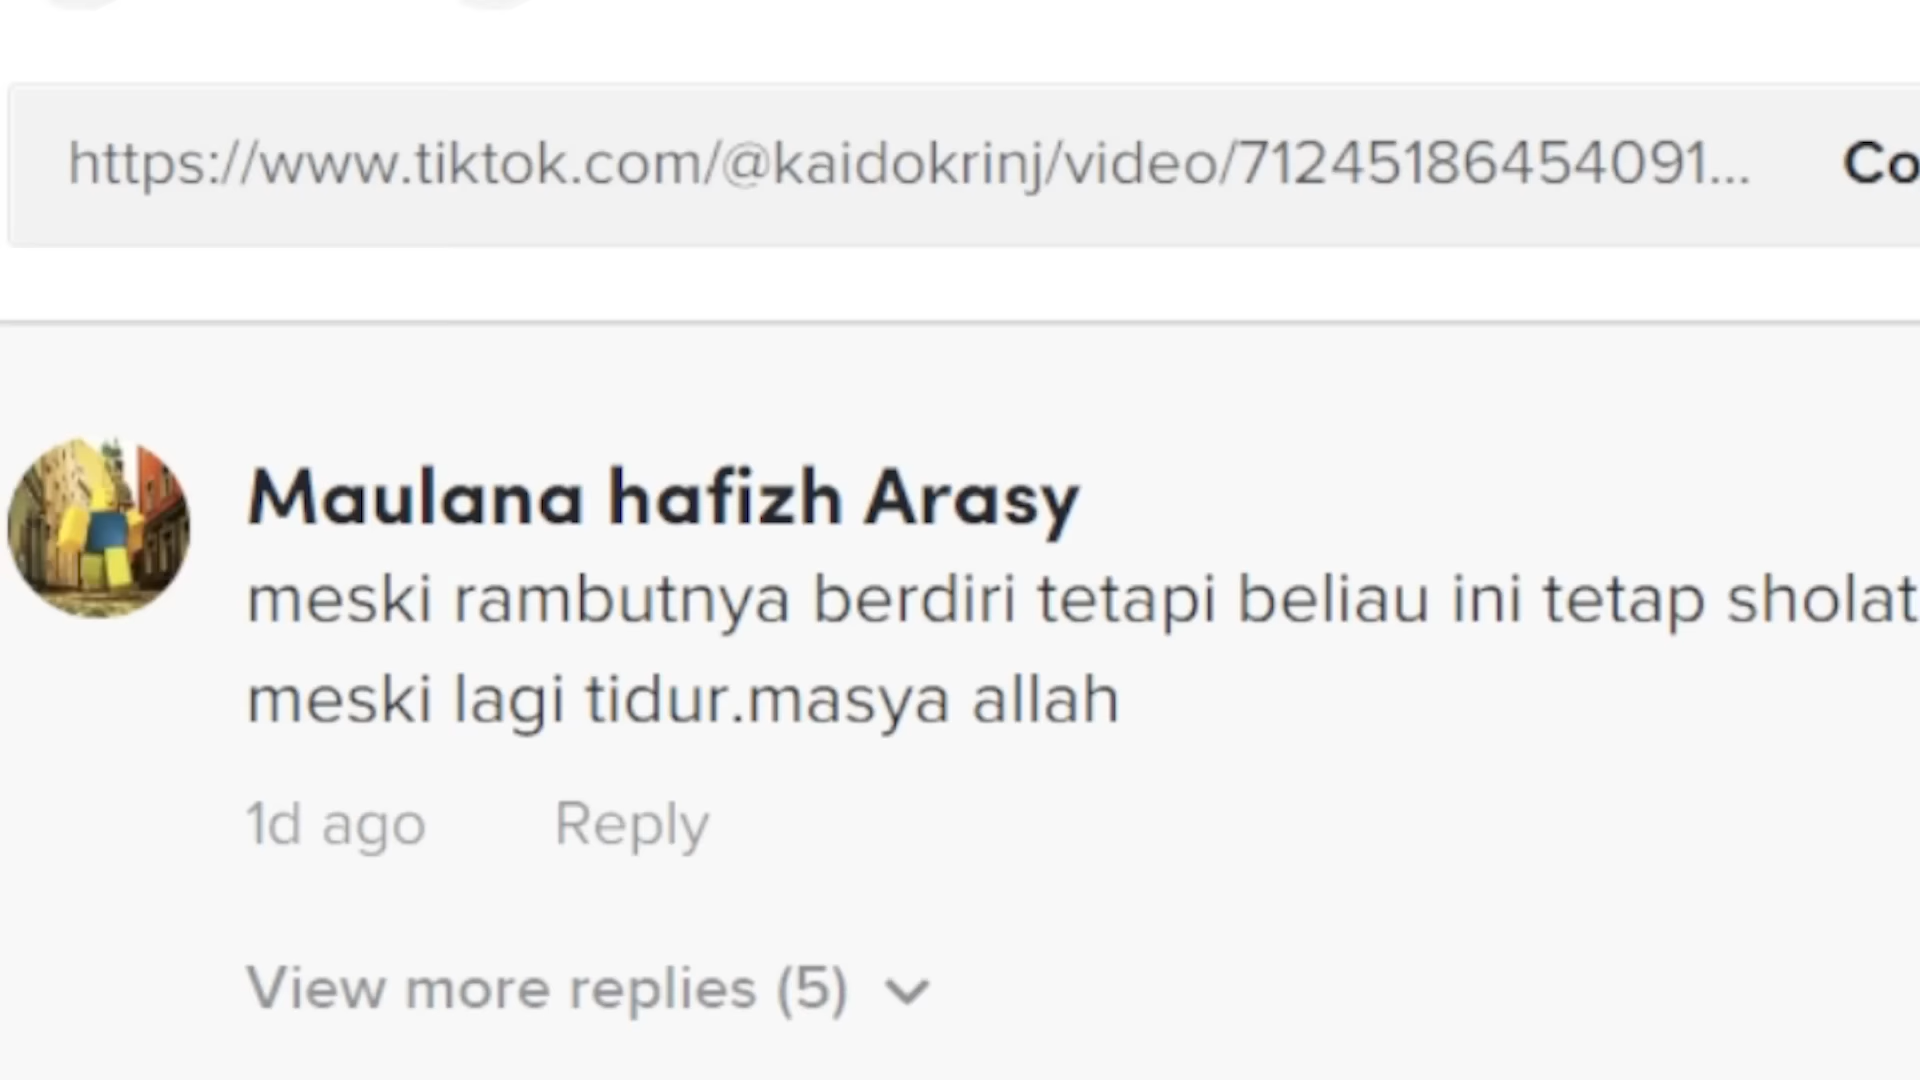 https://www.tiktok.com/@kaidokrinj/video/71245186454091...
Co
Maulana hafizh Arasy
meski rambutnya berdiri tetapi beliau ini tetap sholat
meski lagi tidur.masya allah
1d ago Reply
View more replies (5)